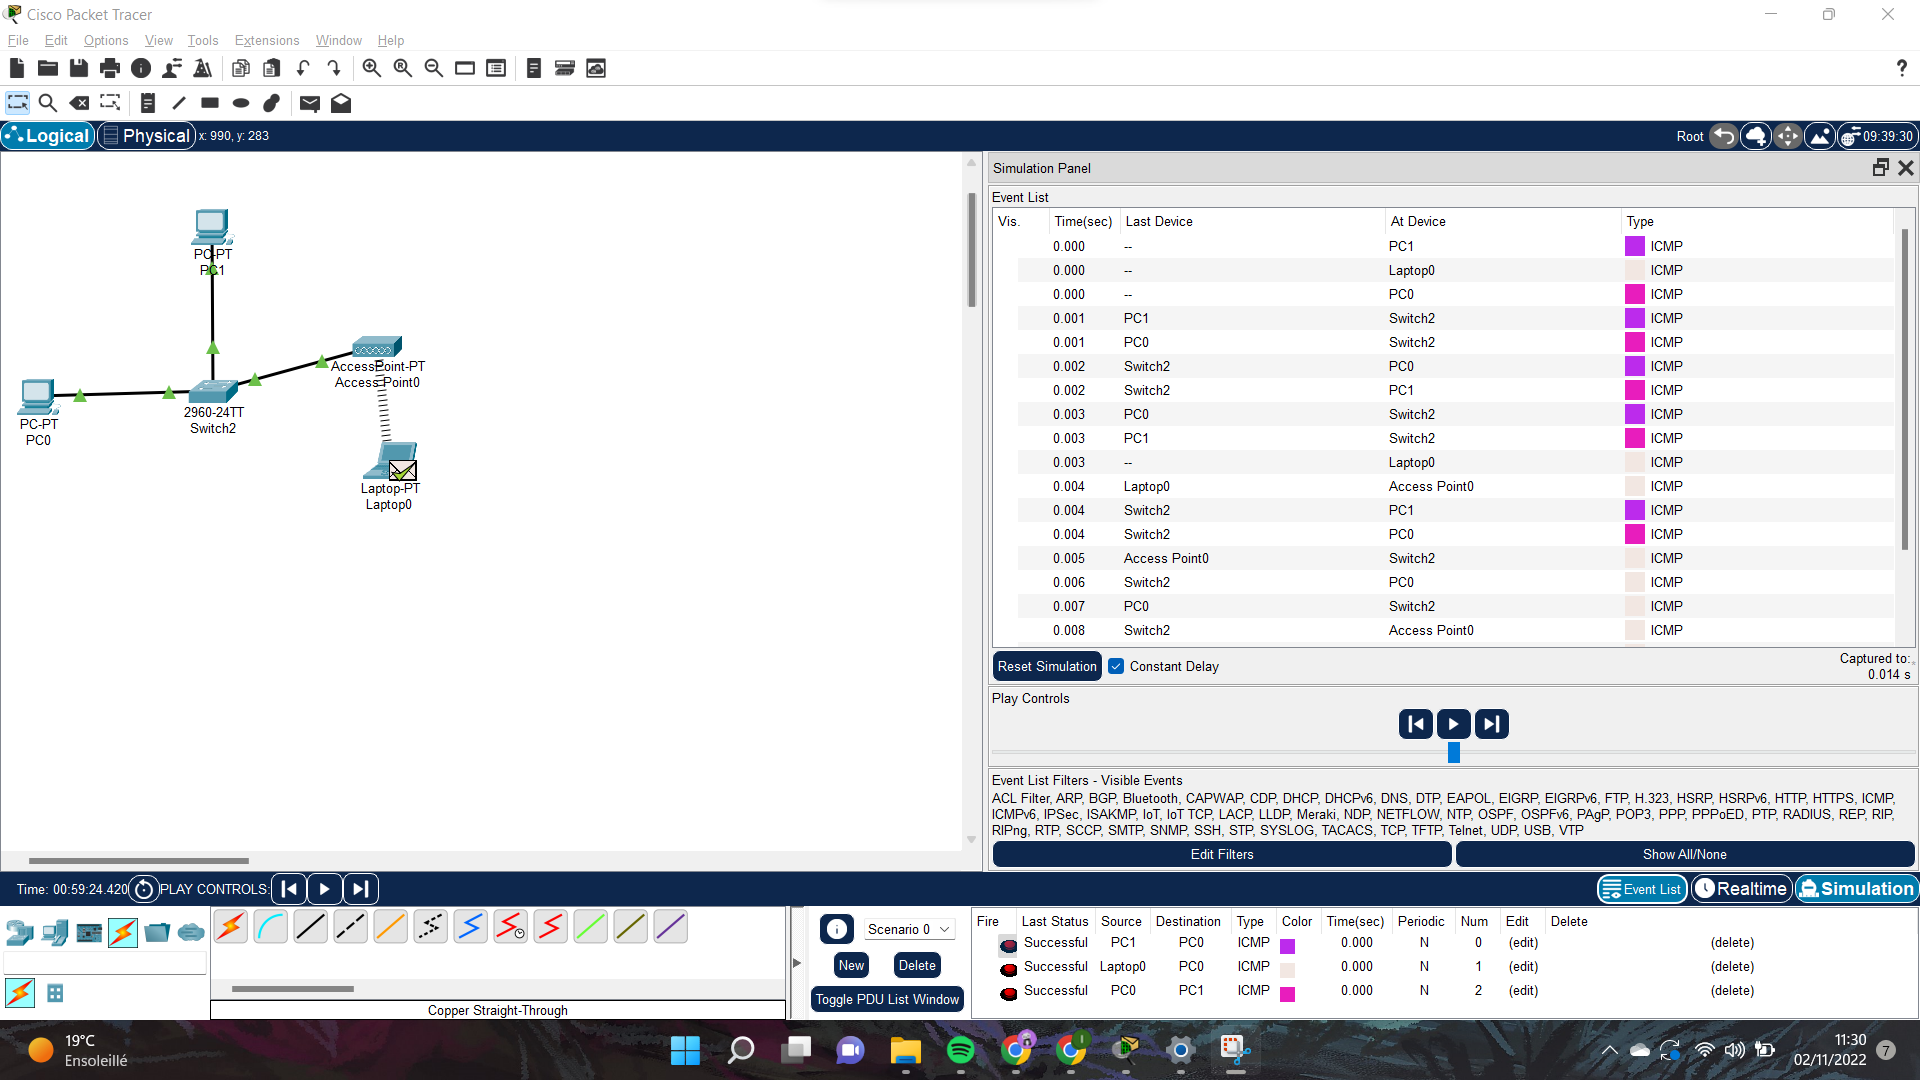 Cisco Packet Tracer
File Edit Options View Tools Extensions Window Help
?
Logical Physical x: 990, y: 283 Root 09:39:30
PC-PT
PC1
AccessPoint-PT
Access Point0
PC-PT
PC0
2960-24TT
Switch2
Laptop-PT
Laptop0
Simulation Panel
Event List
Vis. Time(sec) Last Device At Device Type
0.000 -- PC1 ICMP
0.000 -- Laptop0 ICMP
0.000 -- PC0 ICMP
0.001 PC1 Switch2 ICMP
0.001 PC0 Switch2 ICMP
0.002 Switch2 PC0 ICMP
0.002 Switch2 PC1 ICMP
0.003 PC0 Switch2 ICMP
0.003 PC1 Switch2 ICMP
0.003 -- Laptop0 ICMP
0.004 Laptop0 Access Point0 ICMP
0.004 Switch2 PC1 ICMP
0.004 Switch2 PC0 ICMP
0.005 Access Point0 Switch2 ICMP
0.006 Switch2 PC0 ICMP
0.007 PC0 Switch2 ICMP
0.008 Switch2 Access Point0 ICMP
Reset Simulation Constant Delay Captured to:
0.014 s
Play Controls
Event List Filters - Visible Events
ACL Filter, ARP, BGP, Bluetooth, CAPWAP, CDP, DHCP, DHCPv6, DNS, DTP, EAPOL, EIGRP, EIGRPv6, FTP, H.323, HSRP, HSRPv6, HTTP, HTTPS, ICMP,
ICMPv6, IPSec, ISAKMP, IoT, IoT TCP, LACP, LLDP, Meraki, NDP, NETFLOW, NTP, OSPF, OSPFv6, PAgP, POP3, PPP, PPPoED, PTP, RADIUS, REP, RIP,
RIPng, RTP, SCCP, SMTP, SNMP, SSH, STP, SYSLOG, TACACS, TCP, TFTP, Telnet, UDP, USB, VTP
Edit Filters Show All/None
Time: 00:59:24.420 PLAY CONTROLS: Event List Realtime Simulation
Scenario 0
New Delete
Toggle PDU List Window
Copper Straight-Through
Fire Last Status Source Destination Type Color Time(sec) Periodic Num Edit Delete
Successful PC1 PC0 ICMP 0.000 N 0 (edit) (delete)
Successful Laptop0 PC0 ICMP 0.000 N 1 (edit) (delete)
Successful PC0 PC1 ICMP 0.000 N 2 (edit) (delete)
19°C
Ensoleillé
11:30
02/11/2022
7